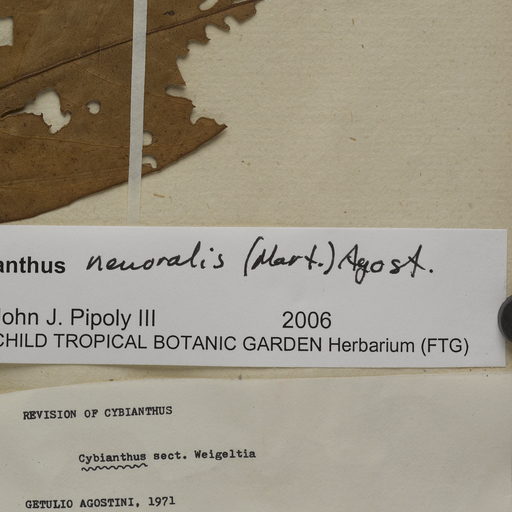 anthus nemoralis (Mart.) Agost.
John J. Pipoly III 2006
CHILD TROPICAL BOTANIC GARDEN Herbarium (FTG)
REVISION OF CYBIANTHUS
Cybianthus sect. Weigeltia
GETULIO AGOSTINI, 1971